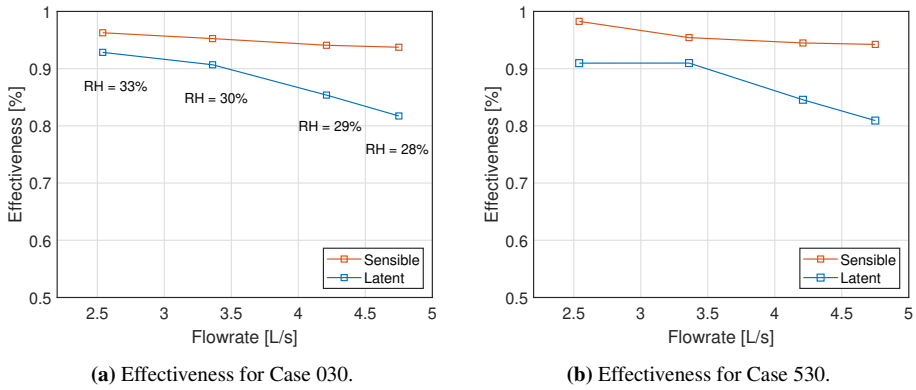 1
0.9
0.8
0.7
0.6
0.5
Effectiveness [%]
RH = 33%
RH = 30%
RH = 29%
RH = 28%
Sensible
Latent
2.5 3 3.5 4 4.5 5
Flowrate [L/s]
(a) Effectiveness for Case 030.
1
0.9
0.8
0.7
0.6
0.5
Effectiveness [%]
Sensible
Latent
2.5 3 3.5 4 4.5 5
Flowrate [L/s]
(b) Effectiveness for Case 530.